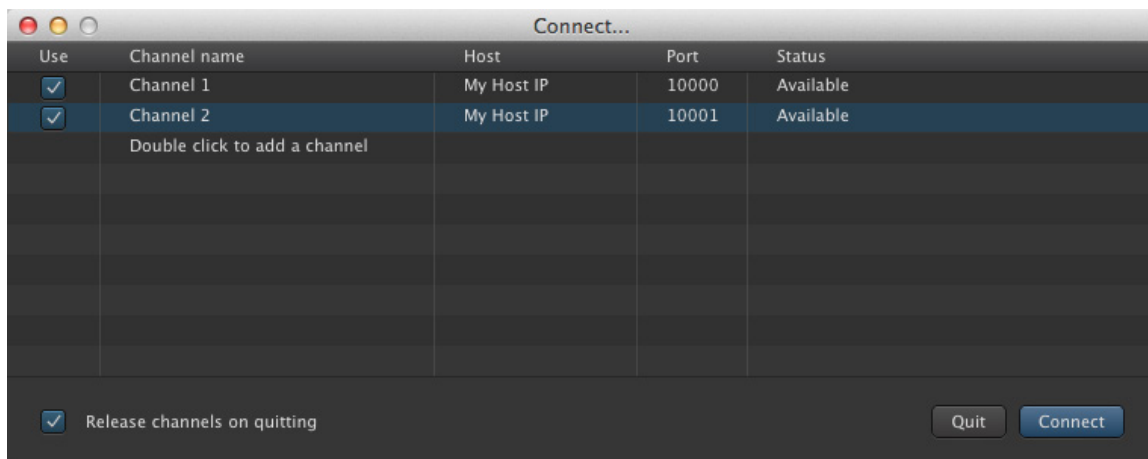 Connect...
Use Channel name Host Port Status
Channel 1 My Host IP 10000 Available
Channel 2 My Host IP 10001 Available
Double click to add a channel
Release channels on quitting Quit Connect